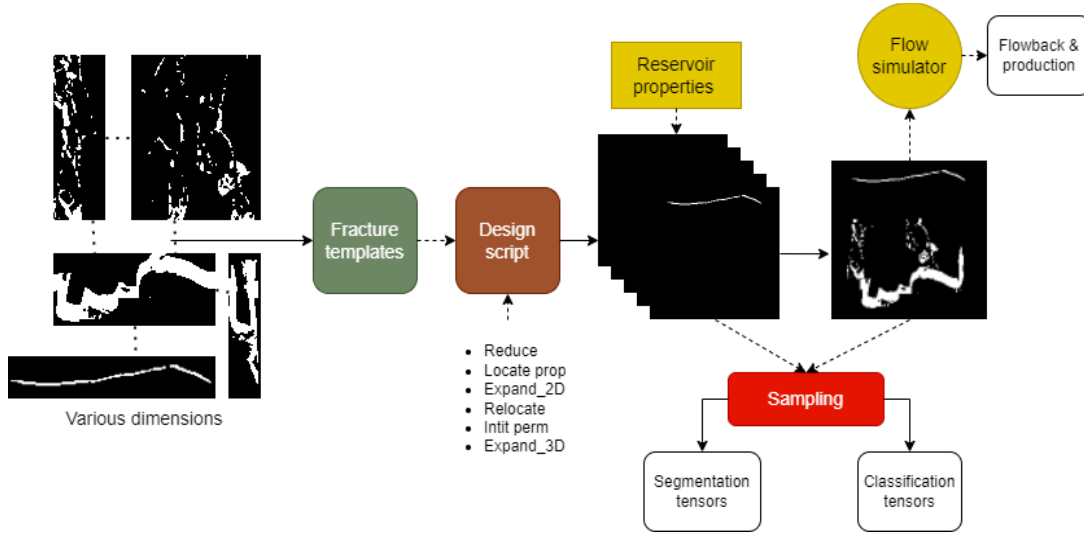 Reservoir
properties
Flow
simulator
Flowback &
production
Fracture
templates
Design
script
Various dimensions
• Reduce
• Locate prop
• Expand_2D
• Relocate
• Intit perm
• Expand_3D
Sampling
Segmentation
tensors
Classification
tensors